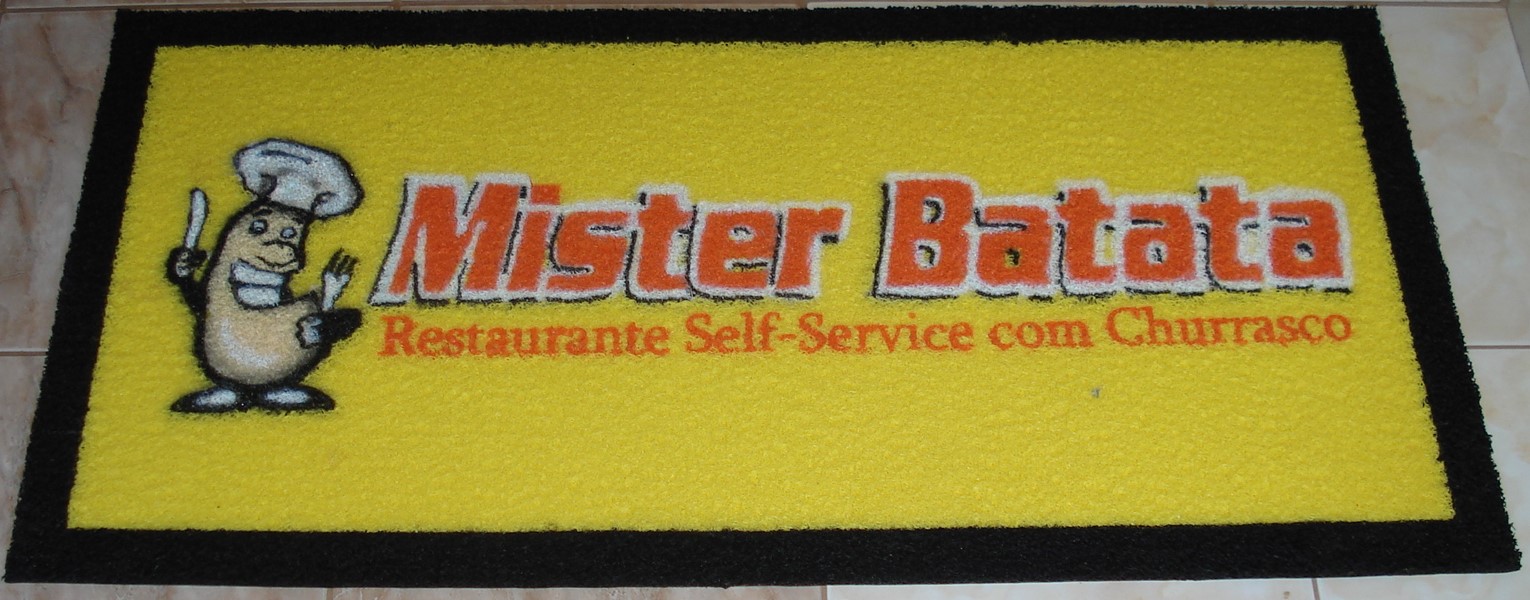 Mister Batata
Restaurante Self-Service com Churrasco